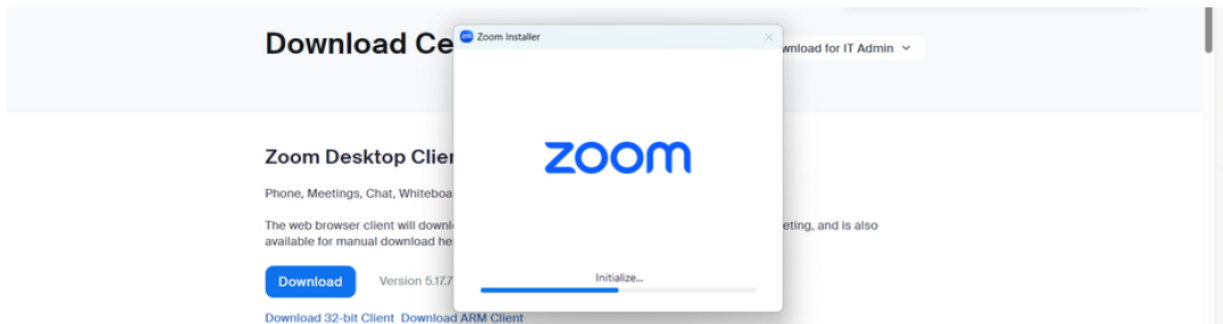 Download Ce
Zoom Installer
wnload for IT Admin
Zoom Desktop Clien
zoom
Phone, Meetings, Chat, Whiteboa
The web browser client will downl
eting, and is also
available for manual download he
Download
Version 5.17.7
Initialize...
Download 32-bit Client Download ARM Client